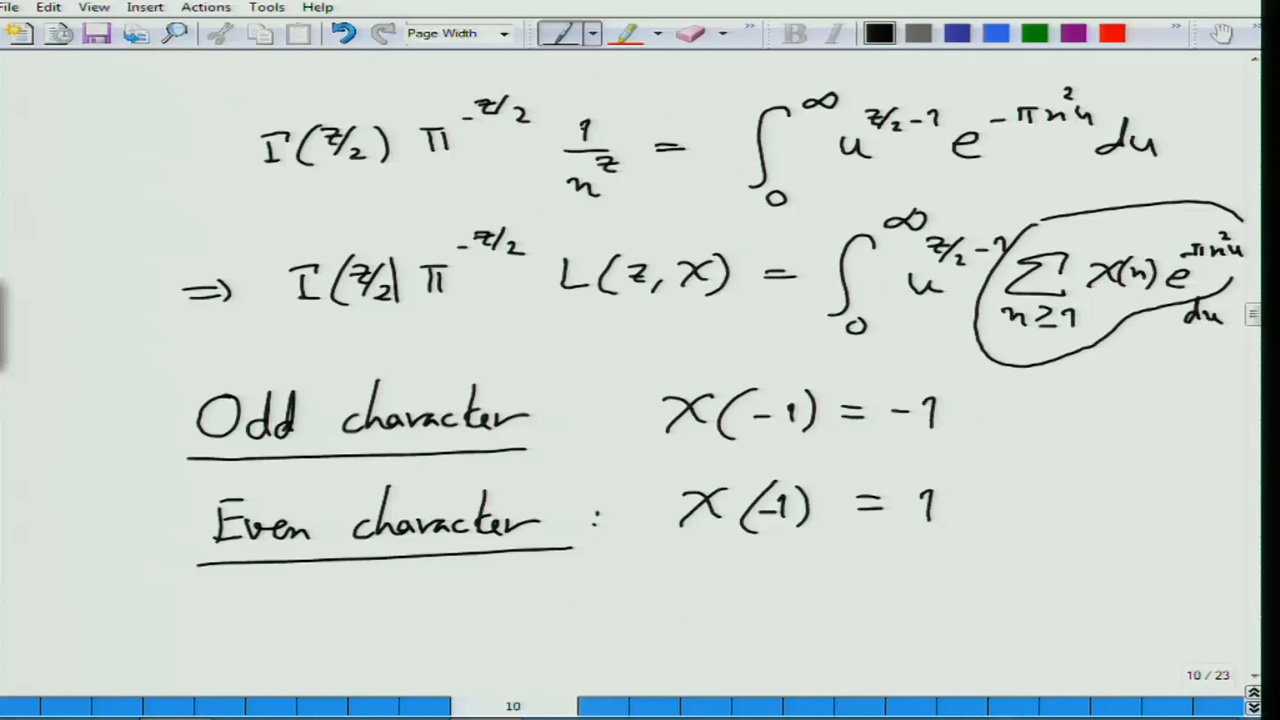 File Edit View Insert Actions Tools Help
Page Width B I
Γ(z/2) π^{-z/2} 1/n^z = ∫_0^∞ u^{z/2-1} e^{-πn²u} du
⇒ Γ(z/2) π^{-z/2} L(z, χ) = ∫_0^∞ u^{z/2-1} Σ_{n≥1} χ(n) e^{-πn²u} du
Odd character χ(-1) = -1
Even character : χ(-1) = 1
10 / 23
10